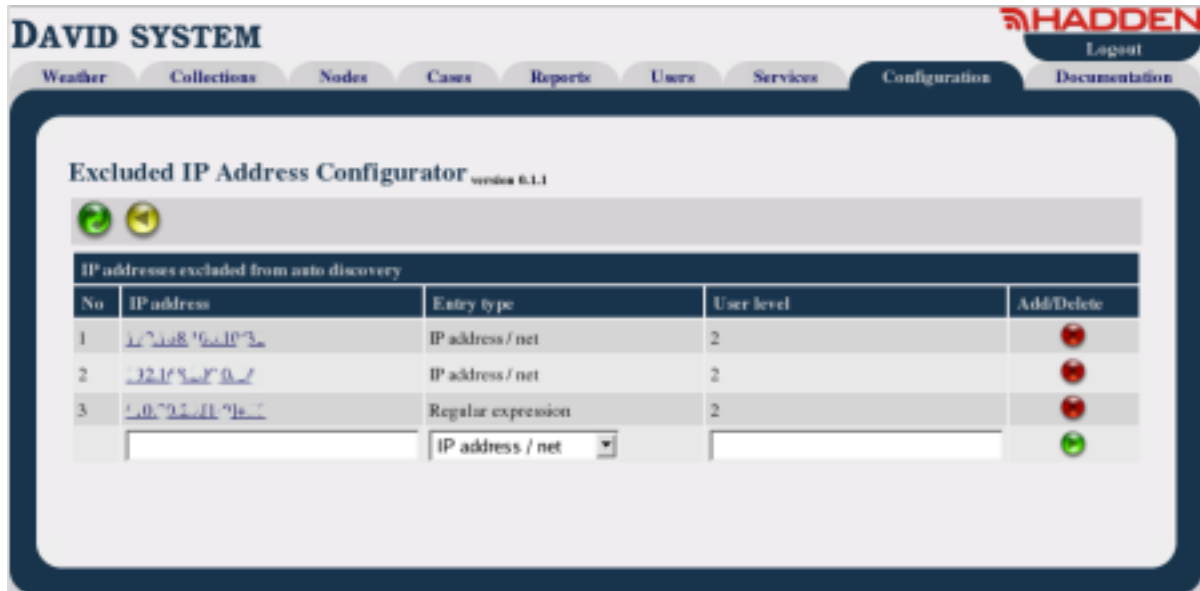 DAVID SYSTEM
HADDEN
Logout
Weather Collections Nodes Cases Reports Users Services Configuration Documentation
Excluded IP Address Configurator version 0.1.1
IP addresses excluded from auto discovery
No IP address Entry type User level Add/Delete
1 IP address / net 2
2 IP address / net 2
3 Regular expression 2
IP address / net